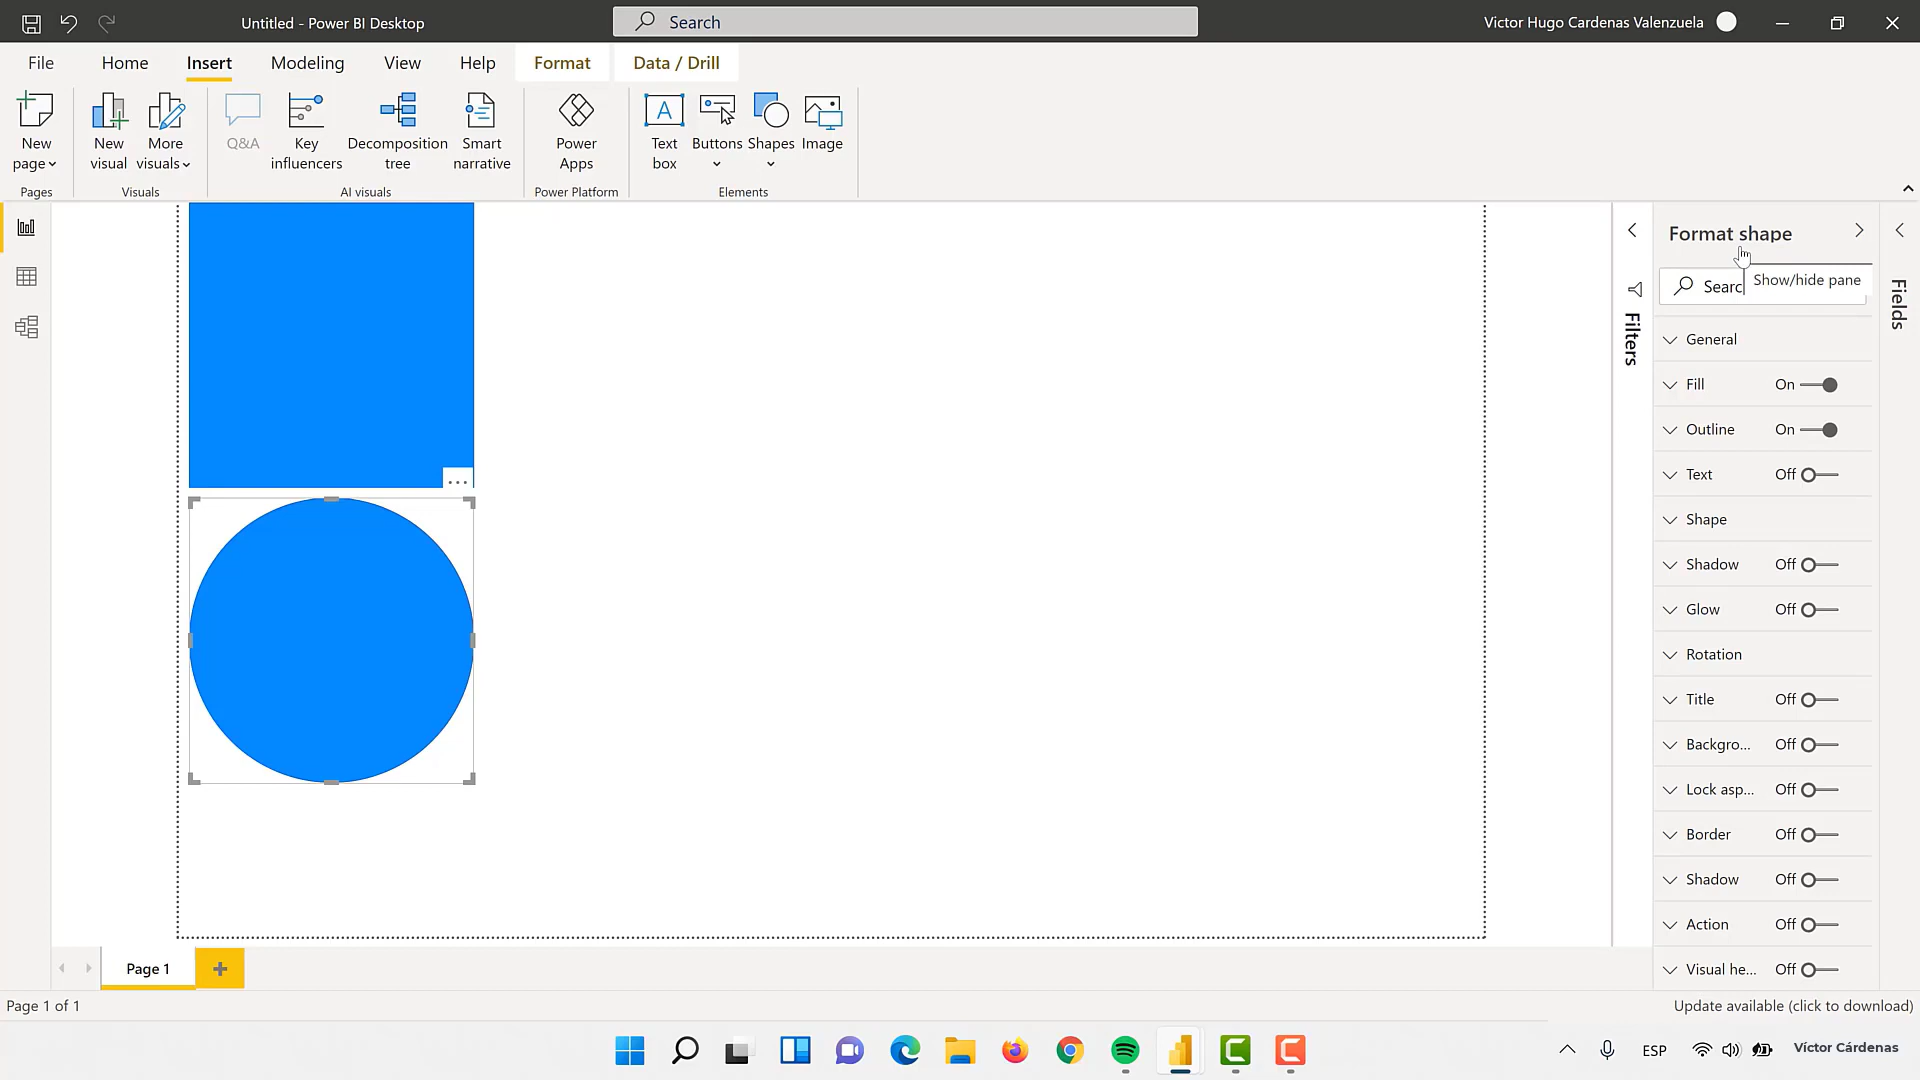 Untitled - Power BI Desktop
Search
Victor Hugo Cardenas Valenzuela
File
Home
Insert
Modeling
View
Help
Format
Data / Drill
New
page
New
visual
More
visuals
Q&A
Key
influencers
Decomposition
tree
Smart
narrative
Power
Apps
Text
box
Buttons
Shapes
Image
Pages
Visuals
AI visuals
Power Platform
Elements
Format shape
Searc
Show/hide pane
Filters
Fields
General
Fill On
Outline On
Text Off
Shape
Shadow Off
Glow Off
Rotation
Title Off
Backgro... Off
Lock asp... Off
Border Off
Shadow Off
Action Off
Visual he... Off
Page 1
Page 1 of 1
Update available (click to download)
ESP
Víctor Cárdenas